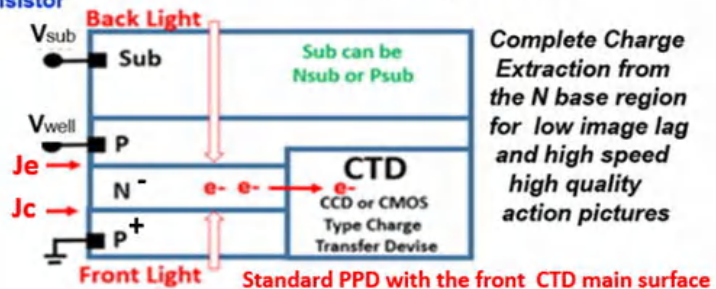 Back Light
Vsub
Sub
Sub can be
Nsub or Psub
Complete Charge
Extraction from
the N base region
for low image lag
and high speed
high quality
action pictures
Vwell
P
Je
N -
e- e- e-
Jc
P+
CTD
CCD or CMOS
Type Charge
Transfer Devise
Front Light
Standard PPD with the front CTD main surface